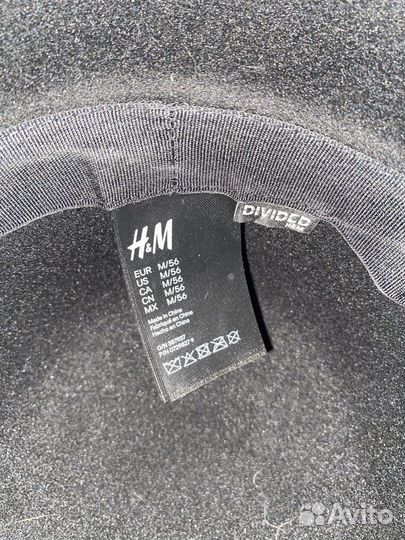 H&M
EUR M/56
US M/56
CA M/56
CN M/56
MX M/56
Made in China
Fabriqué en Chine
Hecho en China
DIVIDED
H&M
Avito